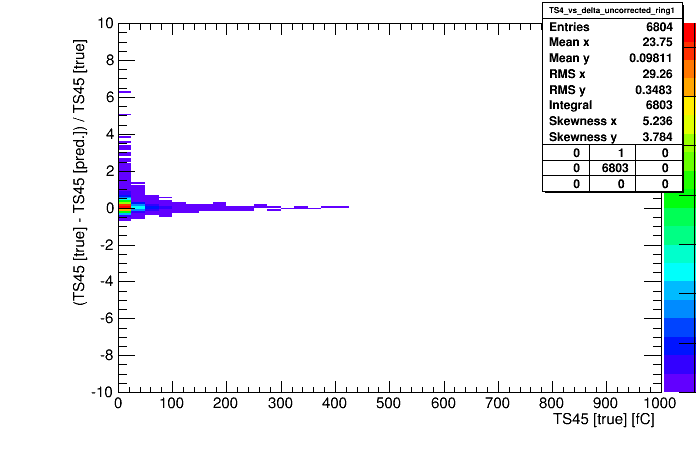 TS4_vs_delta_uncorrected_ring1
Entries 6804
Mean x 23.75
Mean y 0.09811
RMS x 29.26
RMS y 0.3483
Integral 6803
Skewness x 5.236
Skewness y 3.784
0 1 0
0 6803 0
0 0 0
(TS45 [true] - TS45 [pred.]) / TS45 [true]
10
8
6
4
2
0
-2
-4
-6
-8
-10
0 100 200 300 400 500 600 700 800 900 1000
TS45 [true] [fC]